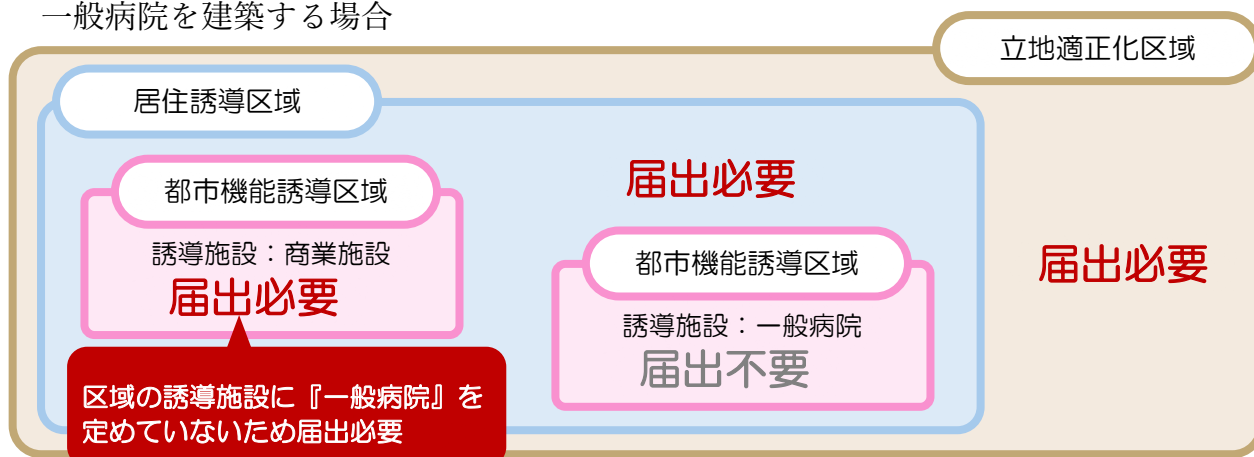 一般病院を建築する場合
立地適正化区域
居住誘導区域
都市機能誘導区域
誘導施設：商業施設
届出必要
区域の誘導施設に『一般病院』を
定めていないため届出必要
届出必要
都市機能誘導区域
誘導施設：一般病院
届出不要
届出必要